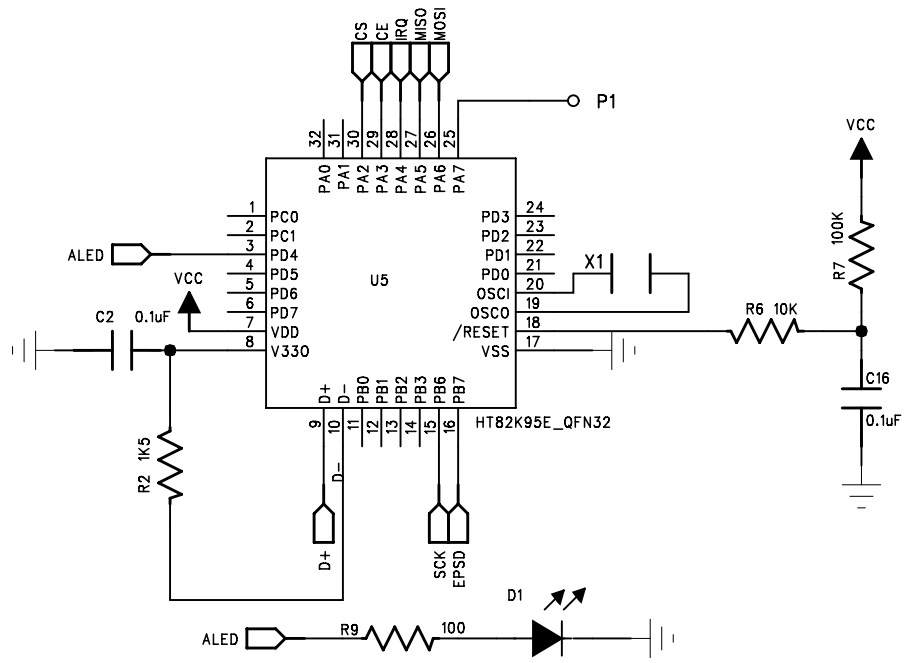 CS
CE
IRQ
MISO
MOSI
P1
32
31
30
29
28
27
26
25
PA0
PA1
PA2
PA3
PA4
PA5
PA6
PA7
VCC
R7 100K
1 PC0
2 PC1
ALED 3 PD4
4 PD5
5 PD6
6 PD7
VCC
7 VDD
8 V330
U5
PD3 24
PD2 23
PD1 22
PD0 21
OSCI 20
OSCO 19
/RESET 18
VSS 17
X1
R6 10K
C2 0.1uF
C16
0.1uF
D+
D-
PB0
PB1
PB2
PB3
PB6
PB7
9
10
11
12
13
14
15
16
HT82K95E_QFN32
R2 1K5
D-
D+
SCK
EPSD
D1
ALED
R9 100